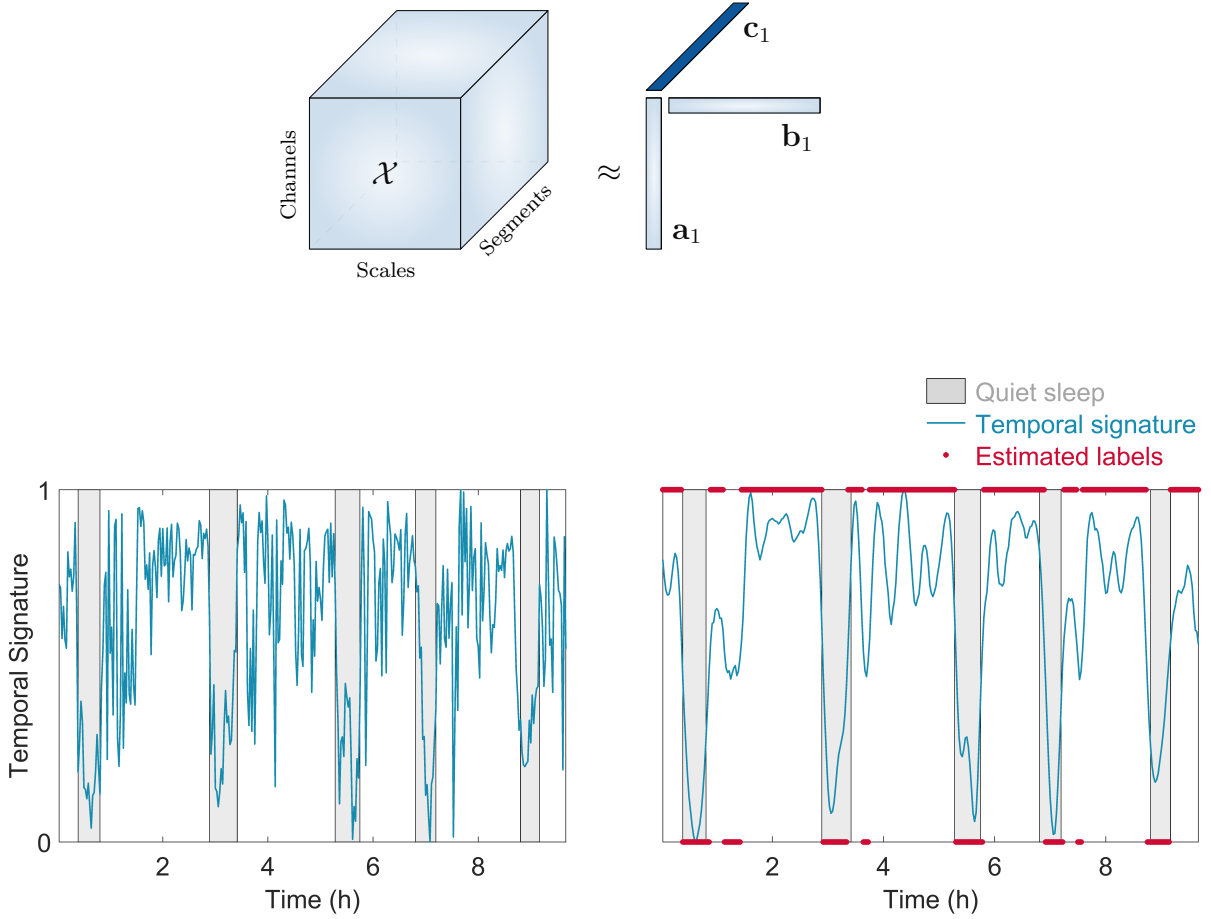 c₁
Channels
𝒳
≈
b₁
Segments
a₁
Scales
Quiet sleep
Temporal signature
Estimated labels
Temporal Signature
1
0
2
4
6
8
Time (h)
2
4
6
8
Time (h)